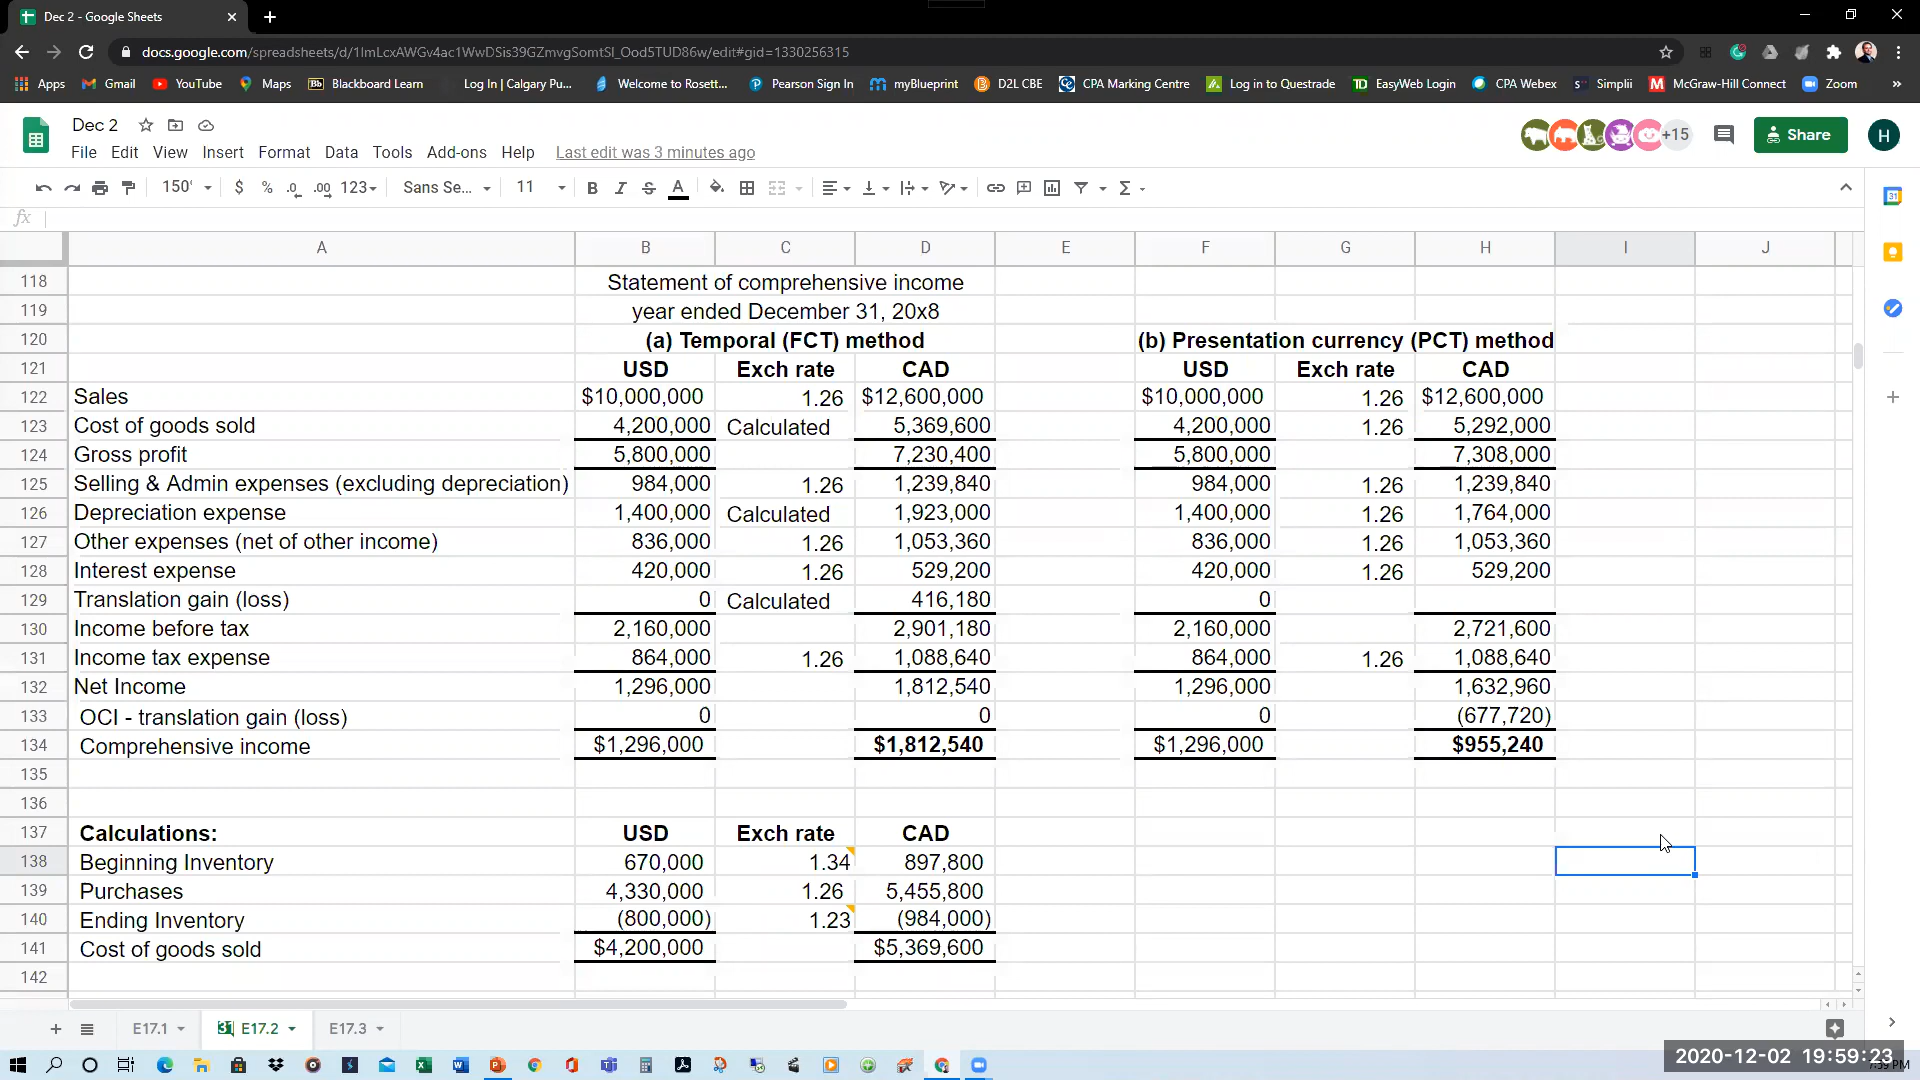 Dec 2 - Google Sheets
docs.google.com/spreadsheets/d/1ImLcxAWGv4ac1WwDSis39GZmvgSomtSl_Ood5TUD86w/edit#gid=1330256315
Apps Gmail YouTube Maps Bb Blackboard Learn Log In | Calgary Pu... Welcome to Rosett... Pearson Sign In myBlueprint D2L CBE CPA Marking Centre Log in to Questrade TD EasyWeb Login CPA Webex Simplii M McGraw-Hill Connect Zoom »
Dec 2
+15 Share H
File Edit View Insert Format Data Tools Add-ons Help Last edit was 3 minutes ago
$ % .0 .00 123 Sans Se... 11 B I S A Σ
fx
A B C D E F G H I J
118 Statement of comprehensive income
119 year ended December 31, 20x8
120 (a) Temporal (FCT) method (b) Presentation currency (PCT) method
121 USD Exch rate CAD USD Exch rate CAD
122 Sales $10,000,000 1.26 $12,600,000 $10,000,000 1.26 $12,600,000
123 Cost of goods sold 4,200,000 Calculated 5,369,600 4,200,000 1.26 5,292,000
124 Gross profit 5,800,000 7,230,400 5,800,000 7,308,000
125 Selling & Admin expenses (excluding depreciation) 984,000 1.26 1,239,840 984,000 1.26 1,239,840
126 Depreciation expense 1,400,000 Calculated 1,923,000 1,400,000 1.26 1,764,000
127 Other expenses (net of other income) 836,000 1.26 1,053,360 836,000 1.26 1,053,360
128 Interest expense 420,000 1.26 529,200 420,000 1.26 529,200
129 Translation gain (loss) 0 Calculated 416,180 0
130 Income before tax 2,160,000 2,901,180 2,160,000 2,721,600
131 Income tax expense 864,000 1.26 1,088,640 864,000 1.26 1,088,640
132 Net Income 1,296,000 1,812,540 1,296,000 1,632,960
133 OCI - translation gain (loss) 0 0 0 (677,720)
134 Comprehensive income $1,296,000 $1,812,540 $1,296,000 $955,240
135
136
137 Calculations: USD Exch rate CAD
138 Beginning Inventory 670,000 1.34 897,800
139 Purchases 4,330,000 1.26 5,455,800
140 Ending Inventory (800,000) 1.23 (984,000)
141 Cost of goods sold $4,200,000 $5,369,600
142
E17.1 31 E17.2 E17.3
2020-12-02 19:59:23